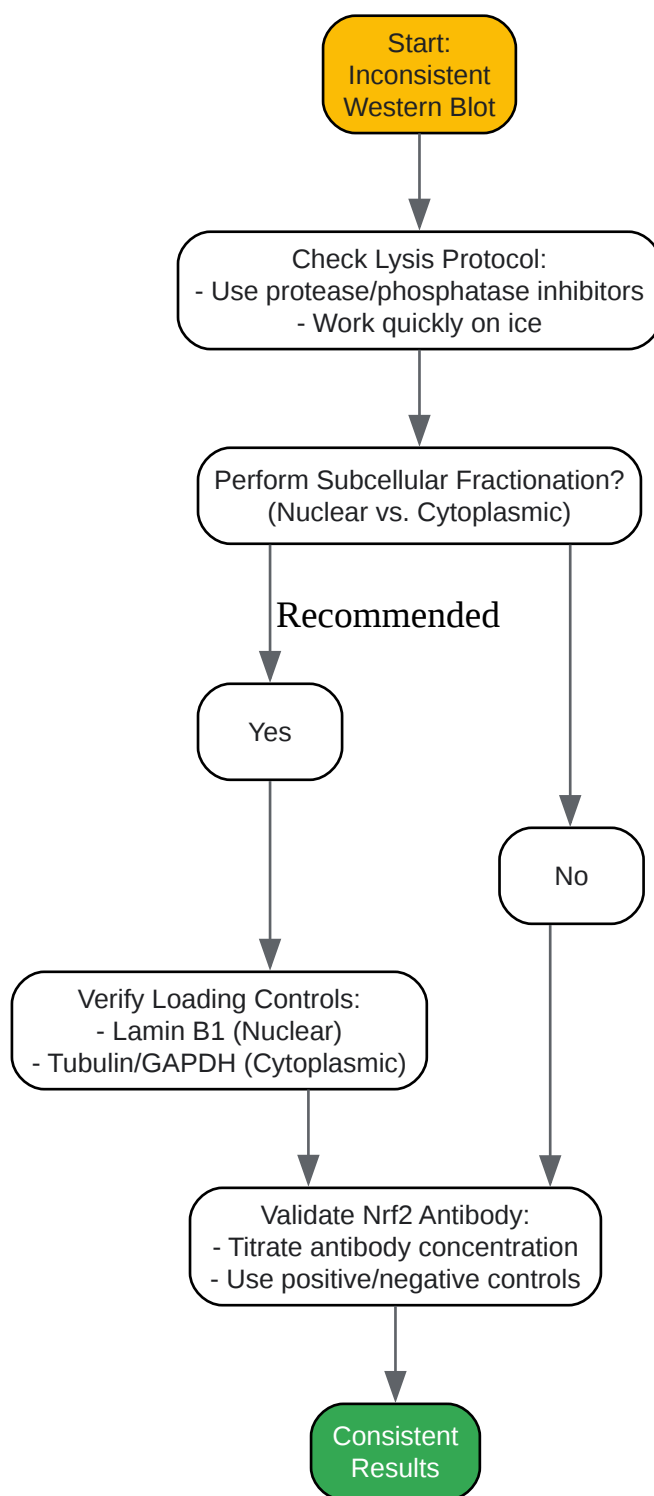 Start:
Inconsistent
Western Blot
Check Lysis Protocol:
- Use protease/phosphatase inhibitors
- Work quickly on ice
Perform Subcellular Fractionation?
(Nuclear vs. Cytoplasmic)
Recommended
Yes
No
Verify Loading Controls:
- Lamin B1 (Nuclear)
- Tubulin/GAPDH (Cytoplasmic)
Validate Nrf2 Antibody:
- Titrate antibody concentration
- Use positive/negative controls
Consistent
Results